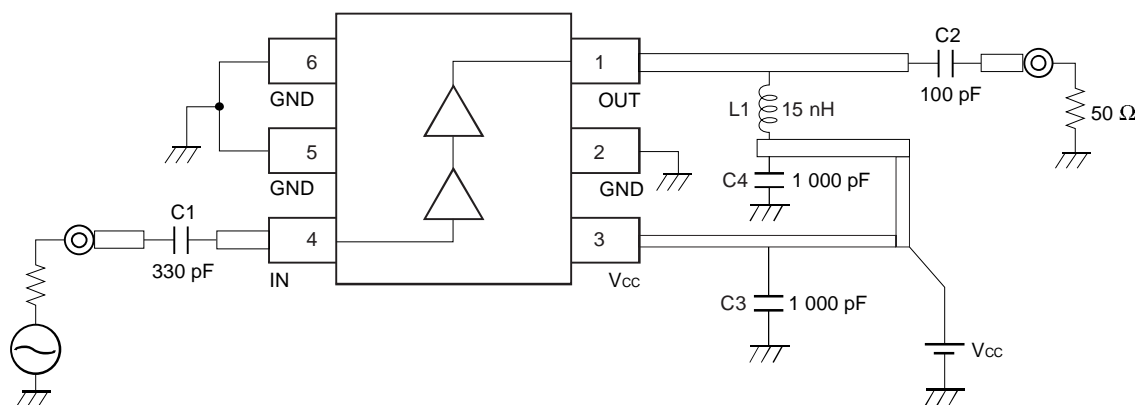 C2
6
1
GND
OUT
100 pF
L1
15 nH
50 Ω
5
2
GND
GND
C4
1 000 pF
C1
4
3
330 pF
IN
Vcc
C3
1 000 pF
Vcc